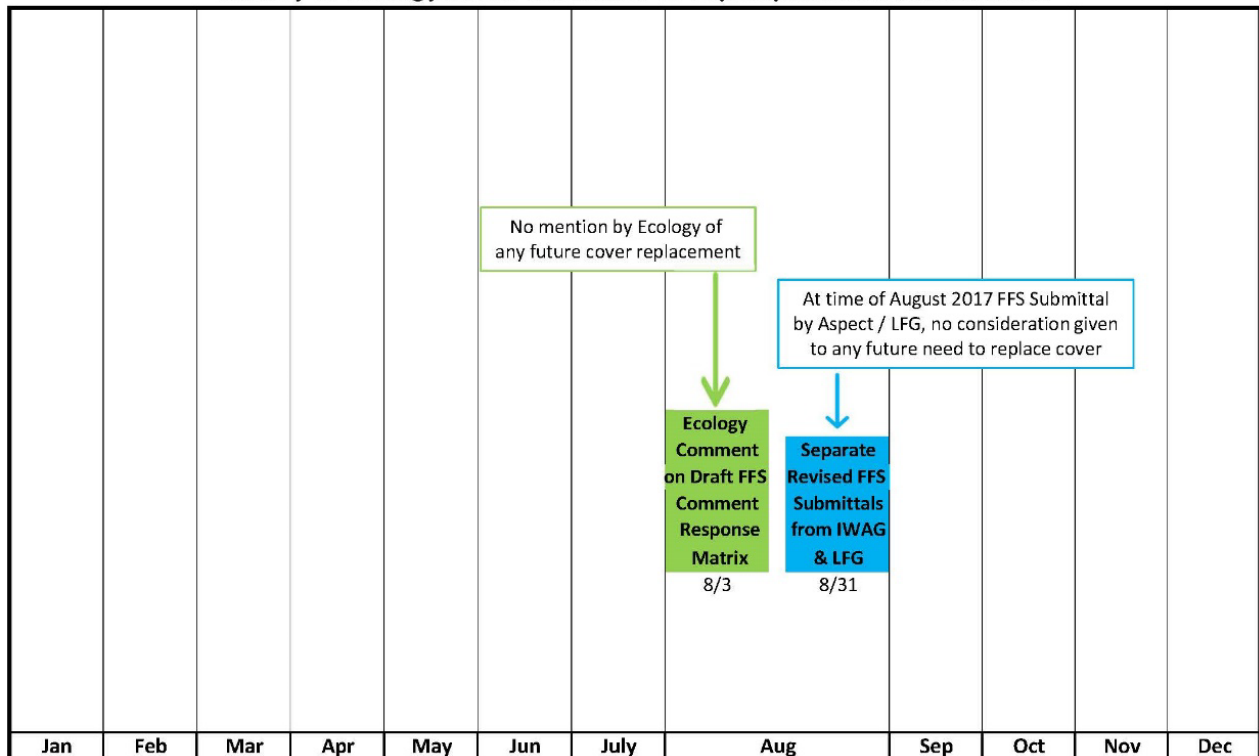 No mention by Ecology of
any future cover replacement
At time of August 2017 FFS Submittal
by Aspect / LFG, no consideration given
to any future need to replace cover
Ecology
Comment
on Draft FFS
Comment
Response
Matrix
8/3
Separate
Revised FFS
Submittals
from IWAG
& LFG
8/31
Jan Feb Mar Apr May Jun July Aug Sep Oct Nov Dec